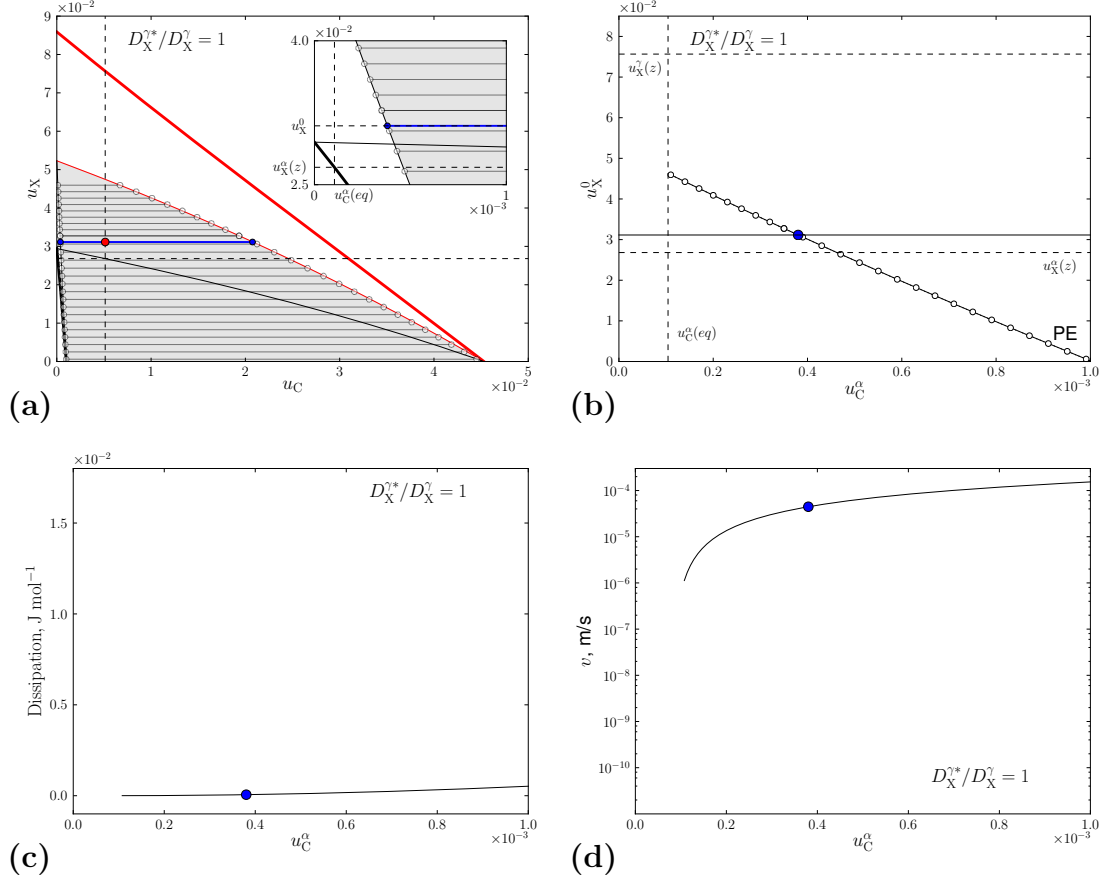 ×10⁻²
9
8
7
6
5
4
3
2
1
0
u_X
D_X^{γ*}/D_X^γ = 1
×10⁻²
4.0
u_X^0
u_X^α(z)
2.5
0
u_C^α(eq)
1
×10⁻³
0
1
2
3
4
5
u_C
×10⁻²
(a)
×10⁻²
8
7
6
5
4
3
2
1
0
u_X^0
D_X^{γ*}/D_X^γ = 1
u_X^γ(z)
u_X^α(z)
u_C^α(eq)
PE
0.0
0.2
0.4
0.6
0.8
1.0
u_C^α
×10⁻³
(b)
×10⁻²
1.5
1.0
0.5
0.0
Dissipation, J mol⁻¹
D_X^{γ*}/D_X^γ = 1
0.0
0.2
0.4
0.6
0.8
1.0
u_C^α
×10⁻³
(c)
10⁻⁴
10⁻⁵
10⁻⁶
10⁻⁷
10⁻⁸
10⁻⁹
10⁻¹⁰
v, m/s
D_X^{γ*}/D_X^γ = 1
0.0
0.2
0.4
0.6
0.8
1.0
u_C^α
×10⁻³
(d)